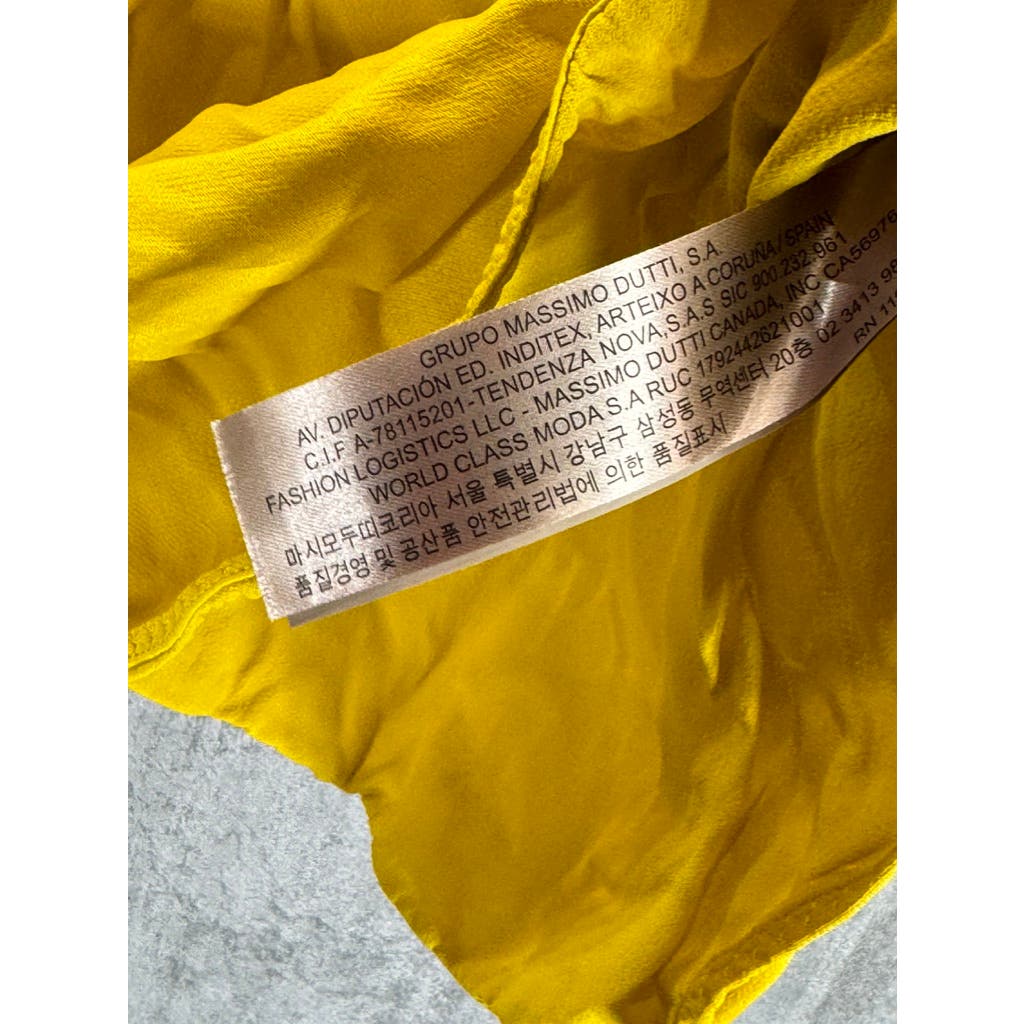 GRUPO MASSIMO DUTTI, S.A.
AV. DIPUTACIÓN ED. INDITEX, ARTEIXO A CORUÑA / SPAIN
C.I.F A-78115201-TENDENZA NOVA,S.A.S SIC 900.232-961
FASHION LOGISTICS LLC - MASSIMO DUTTI CANADA, INC CA56976
WORLD CLASS MODA S.A RUC 1792442621001 RN 11
마시모두띠코리아 서울 특별시 강남구 삼성동 무역센터 20층 02 3413 98
품질경영 및 공산품 안전관리법에 의한 품질표시